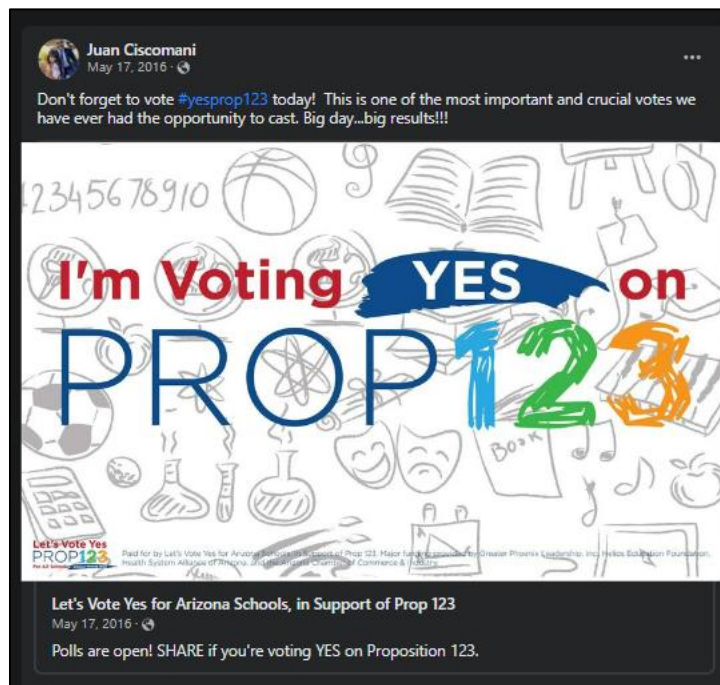 Juan Ciscomani
May 17, 2016 ·
Don't forget to vote #yesprop123 today! This is one of the most important and crucial votes we
have ever had the opportunity to cast. Big day...big results!!!
12345678910
I'm Voting YES on
PROP123
BOOK
Let's Vote Yes
PROP123
For AZ Schools
Paid for by Let's Vote Yes for Arizona Schools, in Support of Prop 123. Major funding provided by Greater Phoenix Leadership, Inc, Helios Education Foundation,
Health System Alliance of Arizona, and the Arizona Chamber of Commerce & Industry.
Let's Vote Yes for Arizona Schools, in Support of Prop 123
May 17, 2016 ·
Polls are open! SHARE if you're voting YES on Proposition 123.